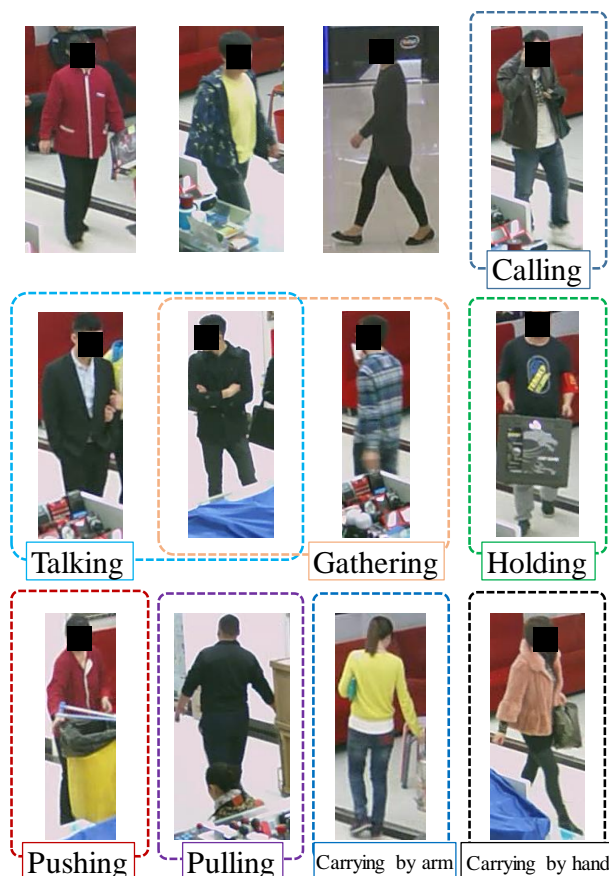 Calling
Talking
Gathering
Holding
Pushing
Pulling
Carrying by arm
Carrying by hand